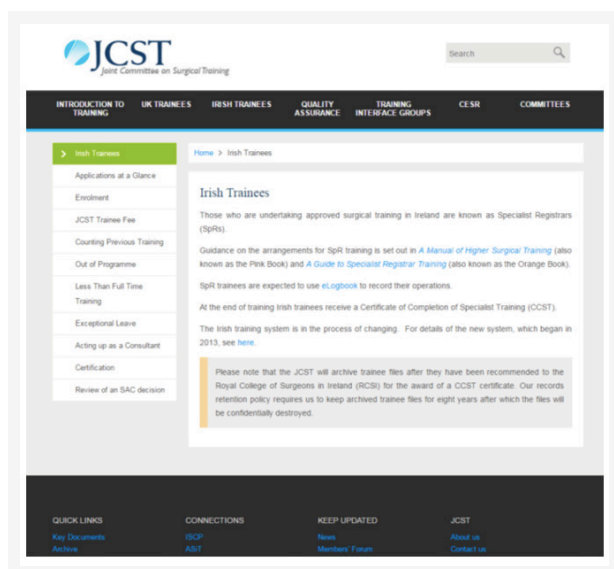 JCST
Joint Committee on Surgical Training
Search
INTRODUCTION TO
TRAINING
UK TRAINEES
IRISH TRAINEES
QUALITY
ASSURANCE
TRAINING
INTERFACE GROUPS
CESR
COMMITTEES
Irish Trainees
Applications at a Glance
Enrolment
JCST Trainee Fee
Counting Previous Training
Out of Programme
Less Than Full Time
Training
Exceptional Leave
Acting up as a Consultant
Certification
Review of an SAC decision
Home > Irish Trainees
Irish Trainees
Those who are undertaking approved surgical training in Ireland are known as Specialist Registrars
(SpRs).
Guidance on the arrangements for SpR training is set out in A Manual of Higher Surgical Training (also
known as the Pink Book) and A Guide to Specialist Registrar Training (also known as the Orange Book).
SpR trainees are expected to use eLogbook to record their operations.
At the end of training Irish trainees receive a Certificate of Completion of Specialist Training (CCST).
The Irish training system is in the process of changing. For details of the new system, which began in
2013, see here.
Please note that the JCST will archive trainee files after they have been recommended to the
Royal College of Surgeons in Ireland (RCSI) for the award of a CCST certificate. Our records
retention policy requires us to keep archived trainee files for eight years after which the files will
be confidentially destroyed.
QUICK LINKS
Key Documents
Archive
CONNECTIONS
ISCP
ASiT
KEEP UPDATED
News
Members' Forum
JCST
About us
Contact us